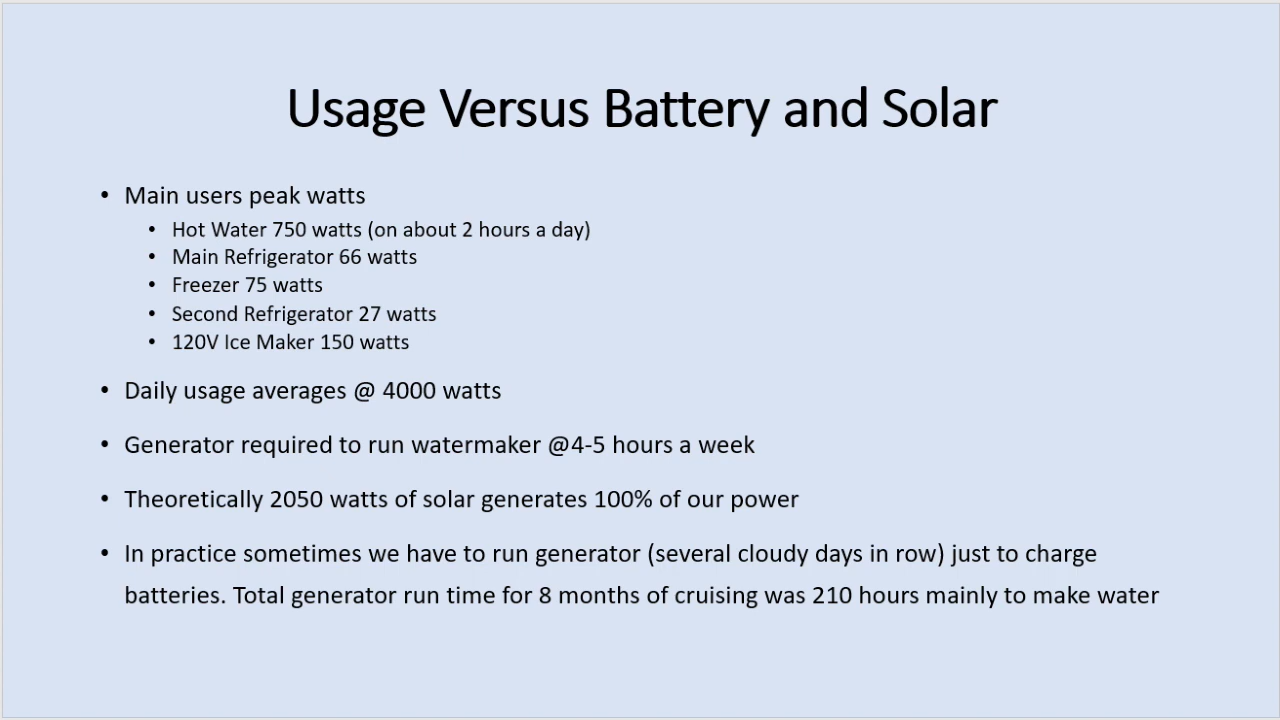 Usage Versus Battery and Solar
• Main users peak watts
• Hot Water 750 watts (on about 2 hours a day)
• Main Refrigerator 66 watts
• Freezer 75 watts
• Second Refrigerator 27 watts
• 120V Ice Maker 150 watts
• Daily usage averages @ 4000 watts
• Generator required to run watermaker @4-5 hours a week
• Theoretically 2050 watts of solar generates 100% of our power
• In practice sometimes we have to run generator (several cloudy days in row) just to charge
batteries. Total generator run time for 8 months of cruising was 210 hours mainly to make water